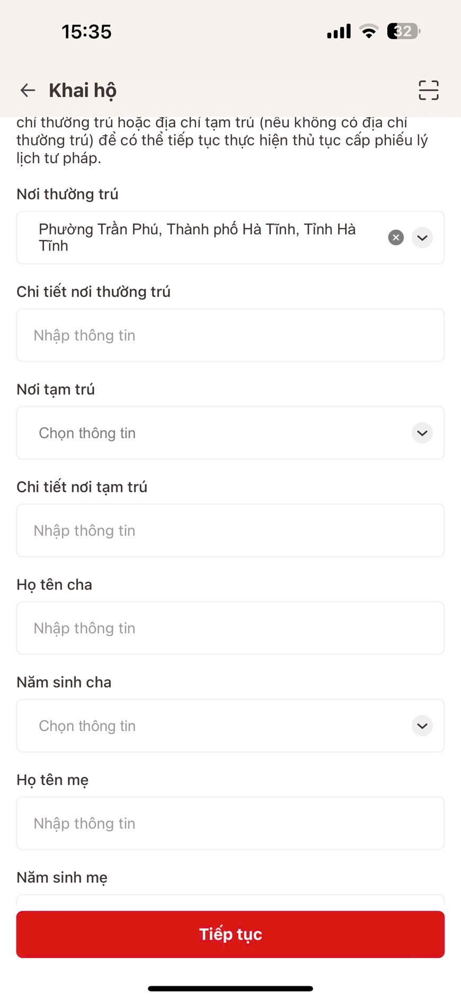 15:35
32
Khai hộ
chỉ thường trú hoặc địa chỉ tạm trú (nếu không có địa chỉ
thường trú) để có thể tiếp tục thực hiện thủ tục cấp phiếu lý
lịch tư pháp.
Nơi thường trú
Phường Trần Phú, Thành phố Hà Tĩnh, Tỉnh Hà
Tĩnh
Chi tiết nơi thường trú
Nhập thông tin
Nơi tạm trú
Chọn thông tin
Chi tiết nơi tạm trú
Nhập thông tin
Họ tên cha
Nhập thông tin
Năm sinh cha
Chọn thông tin
Họ tên mẹ
Nhập thông tin
Năm sinh mẹ
Tiếp tục